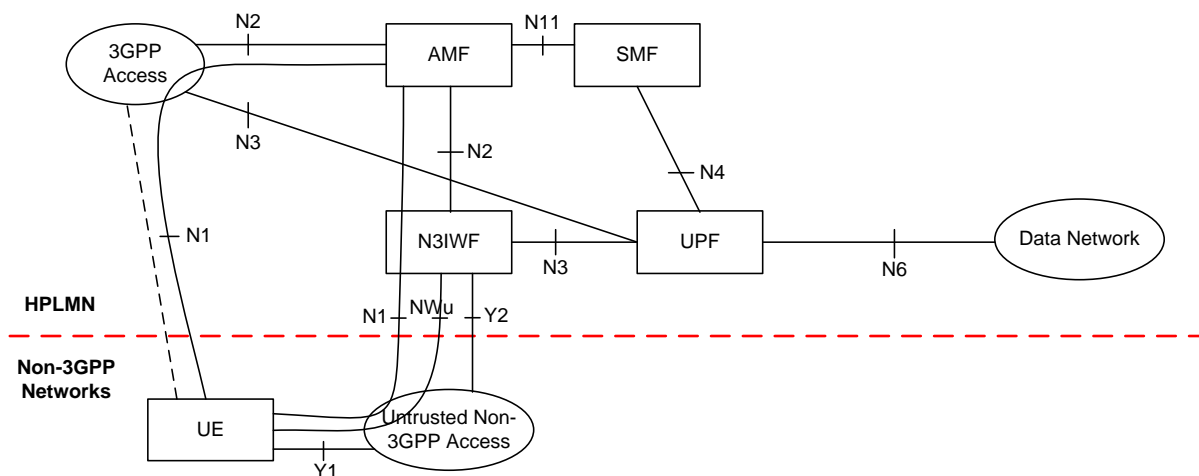 N2
N11
3GPP
Access
AMF
SMF
N3
N2
N4
N1
N3IWF
UPF
Data Network
N3
N6
HPLMN
N1
NWu
Y2
Non-3GPP
Networks
UE
Untrusted Non-
3GPP Access
Y1